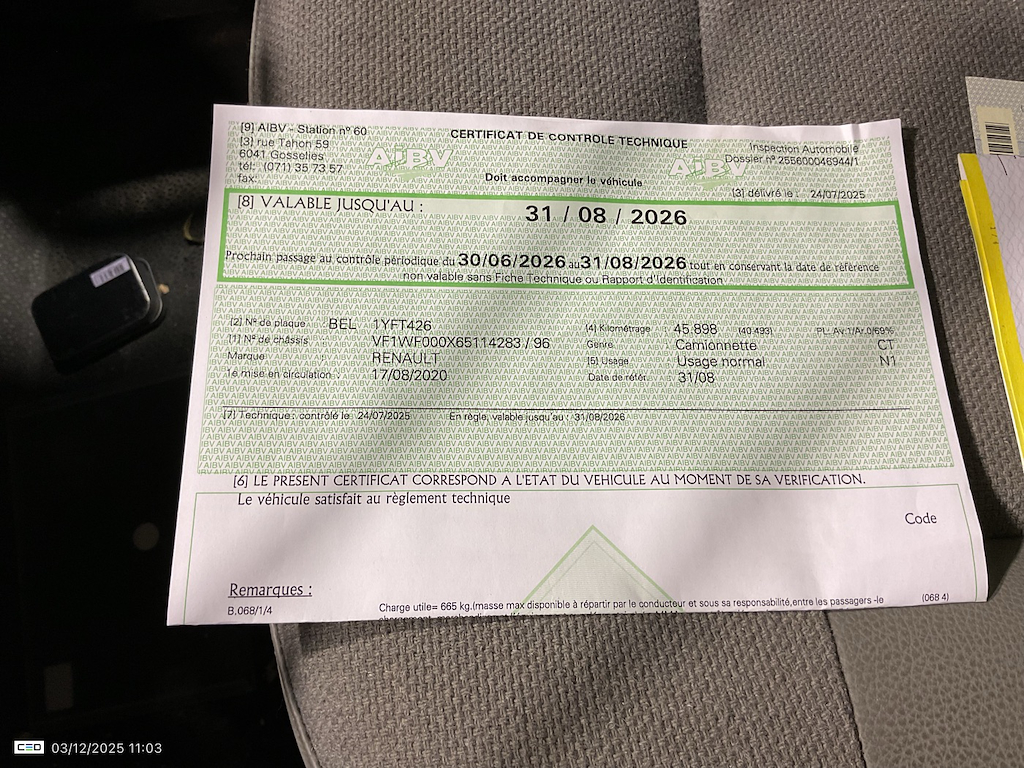 [9] AIBV - Station n° 60
[3] rue Tahon 59
6041 Gosselies
tél.: (071) 35 73 57
fax:
AIBV
CERTIFICAT DE CONTROLE TECHNIQUE
Doit accompagner le véhicule
AIBV
Inspection Automobile
Dossier n° 255600046944/1
[3] délivré le : 24/07/2025
[8] VALABLE JUSQU'AU : 31 / 08 / 2026
Prochain passage au contrôle périodique du 30/06/2026 au 31/08/2026 tout en conservant la date de référence
non valable sans Fiche Technique ou Rapport d'identification
[2] N° de plaque : BEL 1YFT426
[1] N° de châssis : VF1WF000X65114283 / 96
Marque : RENAULT
1e mise en circulation : 17/08/2020
[4] Kilométrage : 45.898 (40.493) PL. Av.1/Ar.0/69%
Genre : Camionnette CT
[5] Usage : Usage normal N1
Date de référ. : 31/08
[7] Technique : contrôlé le 24/07/2025 En règle, valable jusqu'au : 31/08/2026
[6] LE PRESENT CERTIFICAT CORRESPOND A L'ETAT DU VEHICULE AU MOMENT DE SA VERIFICATION.
Le véhicule satisfait au règlement technique
Code
Remarques :
B.068/1/4
Charge utile= 665 kg.(masse max disponible à répartir par le conducteur et sous sa responsabilité,entre les passagers -le
(068 4)
CED 03/12/2025 11:03